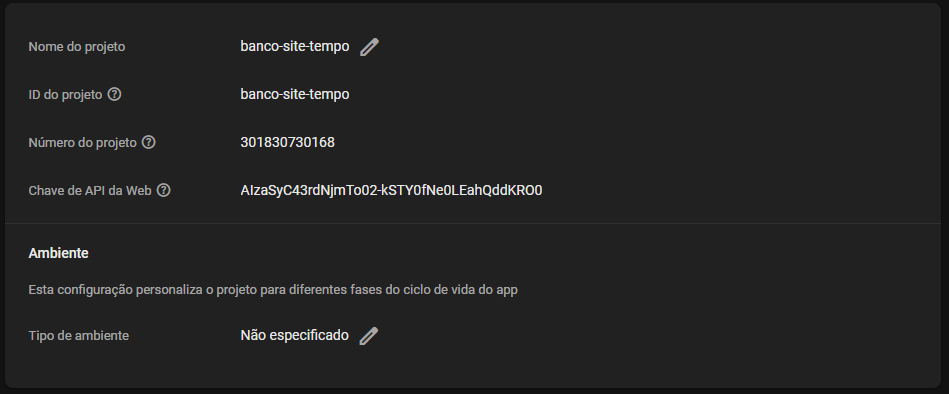 Nome do projeto banco-site-tempo
ID do projeto banco-site-tempo
Número do projeto 301830730168
Chave de API da Web AIzaSyC43rdNjmTo02-kSTY0fNe0LEahQddKRO0
Ambiente
Esta configuração personaliza o projeto para diferentes fases do ciclo de vida do app
Tipo de ambiente Não especificado